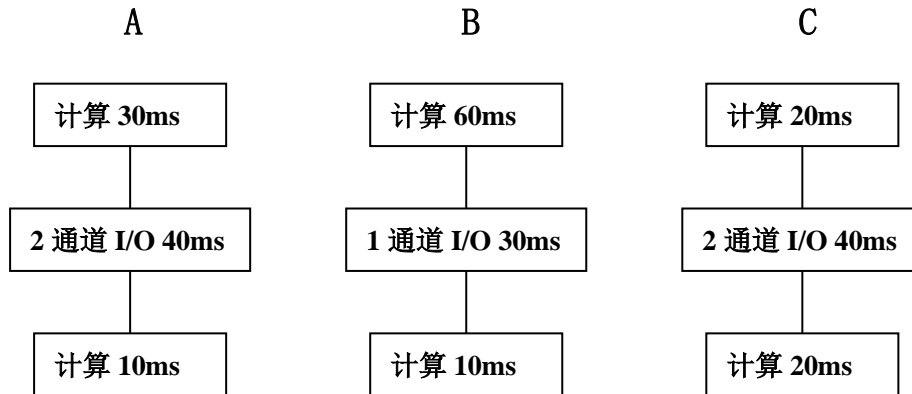 A B C
计算 30ms 计算 60ms 计算 20ms
2 通道 I/O 40ms 1 通道 I/O 30ms 2 通道 I/O 40ms
计算 10ms 计算 10ms 计算 20ms